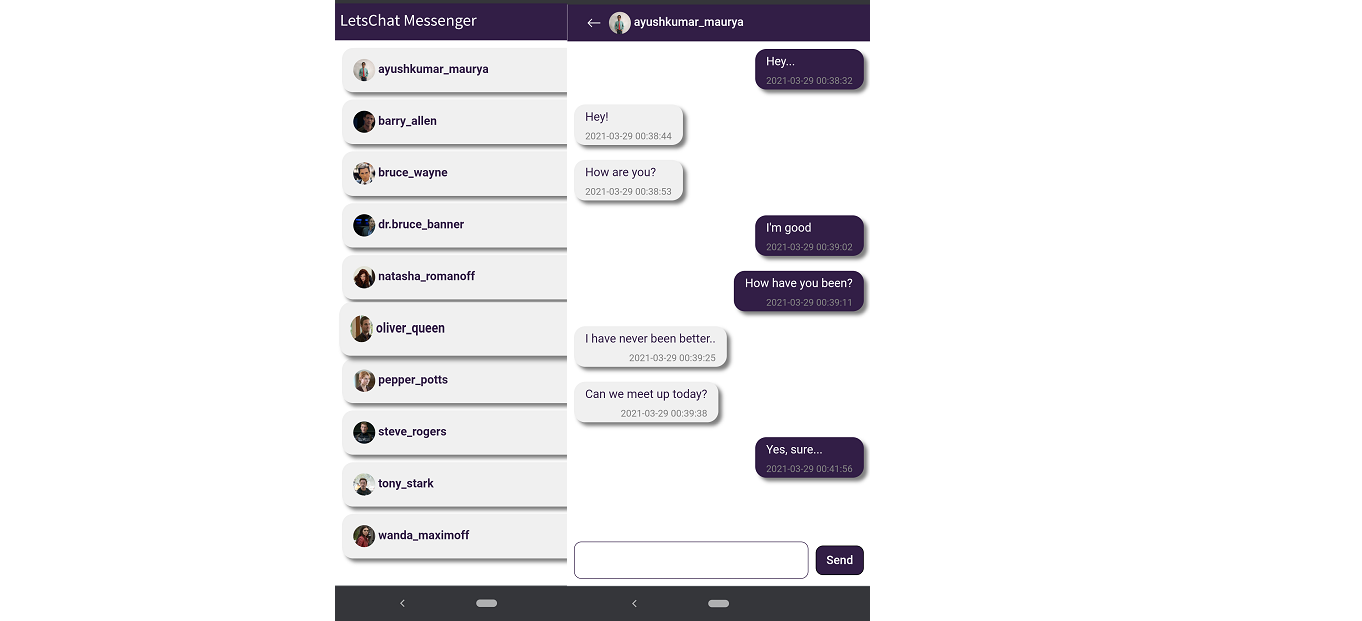 LetsChat Messenger
ayushkumar_maurya
barry_allen
bruce_wayne
dr.bruce_banner
natasha_romanoff
oliver_queen
pepper_potts
steve_rogers
tony_stark
wanda_maximoff
ayushkumar_maurya
Hey...
2021-03-29 00:38:32
Hey!
2021-03-29 00:38:44
How are you?
2021-03-29 00:38:53
I'm good
2021-03-29 00:39:02
How have you been?
2021-03-29 00:39:11
I have never been better..
2021-03-29 00:39:25
Can we meet up today?
2021-03-29 00:39:38
Yes, sure...
2021-03-29 00:41:56
Send